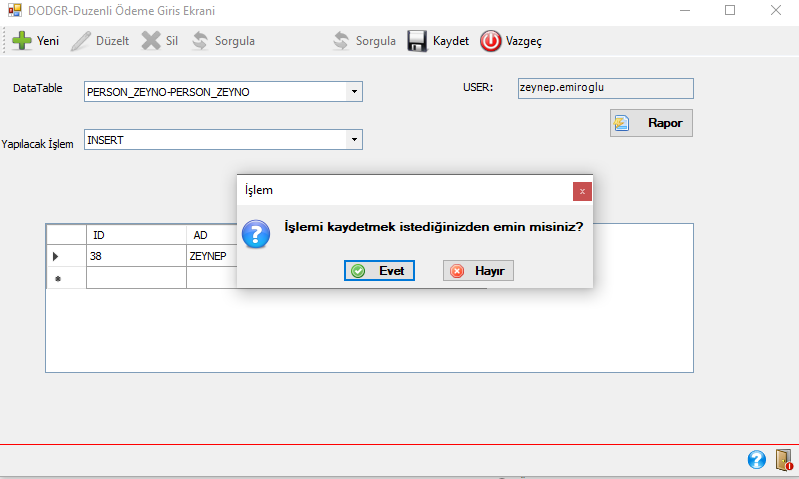 DODGR-Duzenli Ödeme Giris Ekrani
Yeni Düzelt Sil Sorgula Sorgula Kaydet Vazgeç
DataTable PERSON_ZEYNO-PERSON_ZEYNO USER: zeynep.emiroglu
Rapor
Yapılacak İşlem INSERT
İşlem
İşlemi kaydetmek istediğinizden emin misiniz?
Evet Hayır
ID AD
38 ZEYNEP